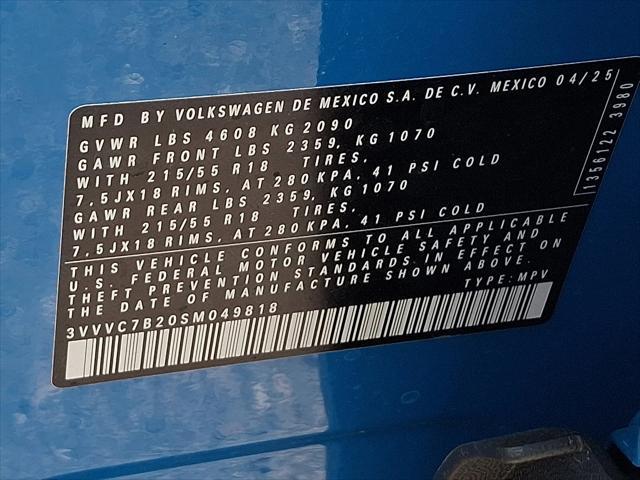 MFD BY VOLKSWAGEN DE MEXICO S.A. DE C.V. MEXICO 04/25
GVWR LBS 4608 KG 2090
GAWR FRONT LBS 2359, KG 1070
WITH 215/55 R18 TIRES,
7,5JX18 RIMS, AT 280KPA, 41 PSI COLD
GAWR REAR LBS 2359, KG 1070
WITH 215/55 R18 TIRES,
7,5JX18 RIMS, AT 280KPA, 41 PSI COLD
1356122 3980
THIS VEHICLE CONFORMS TO ALL APPLICABLE
U.S. FEDERAL MOTOR VEHICLE SAFETY AND
THEFT PREVENTION STANDARDS IN EFFECT ON
THE DATE OF MANUFACTURE SHOWN ABOVE.
TYPE: MPV
3VVVC7B20SM049818